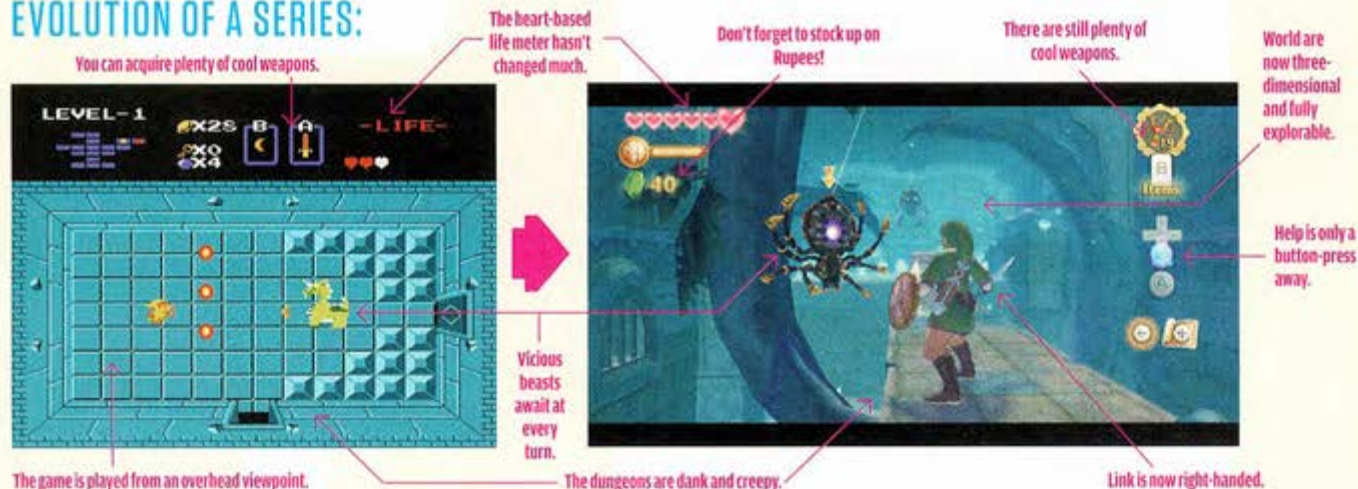 EVOLUTION OF A SERIES:
You can acquire plenty of cool weapons.
The heart-based
life meter hasn't
changed much.
Don't forget to stock up on
Rupees!
There are still plenty of
cool weapons.
World are
now three-
dimensional
and fully
explorable.
LEVEL-1
X28
X0
X4
B
A
-LIFE-
40
19
B
Items
A
Help is only a
button-press
away.
Vicious
beasts
await at
every
turn.
The game is played from an overhead viewpoint.
The dungeons are dank and creepy.
Link is now right-handed.